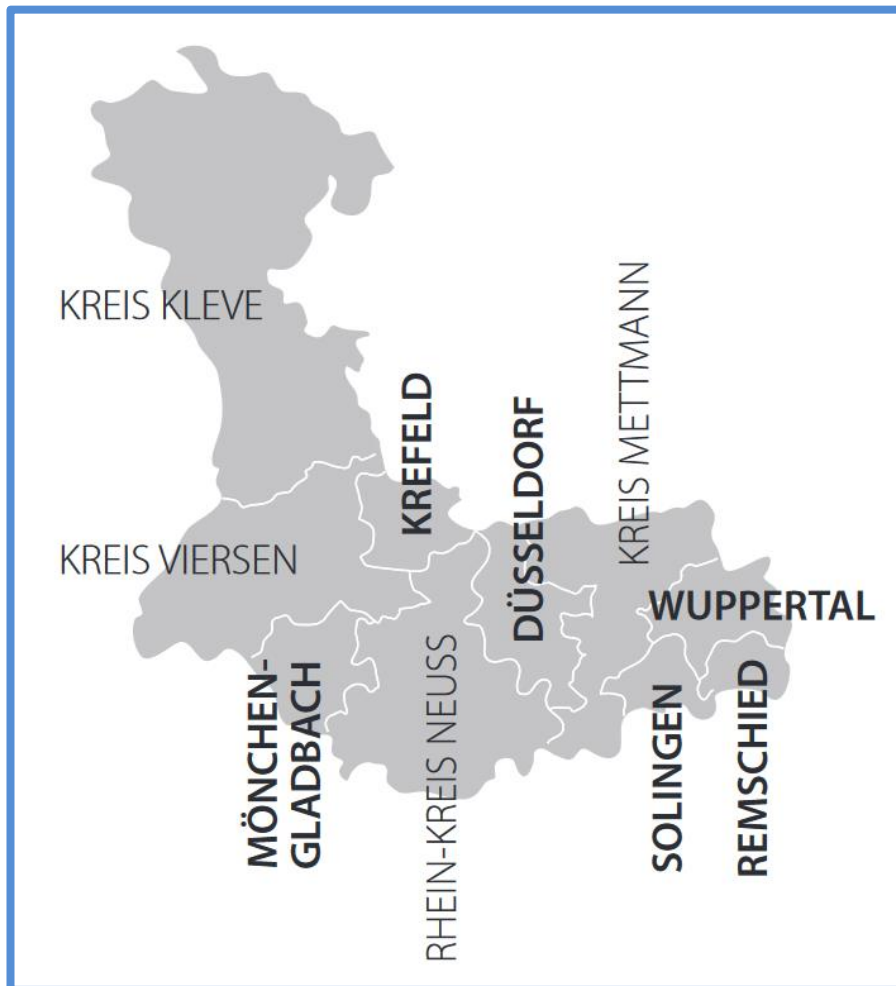 KREIS KLEVE
KREFELD
DÜSSELDORF
KREIS METTMANN
KREIS VIERSEN
WUPPERTAL
MÖNCHEN-
GLADBACH
RHEIN-KREIS NEUSS
SOLINGEN
REMSCHIED